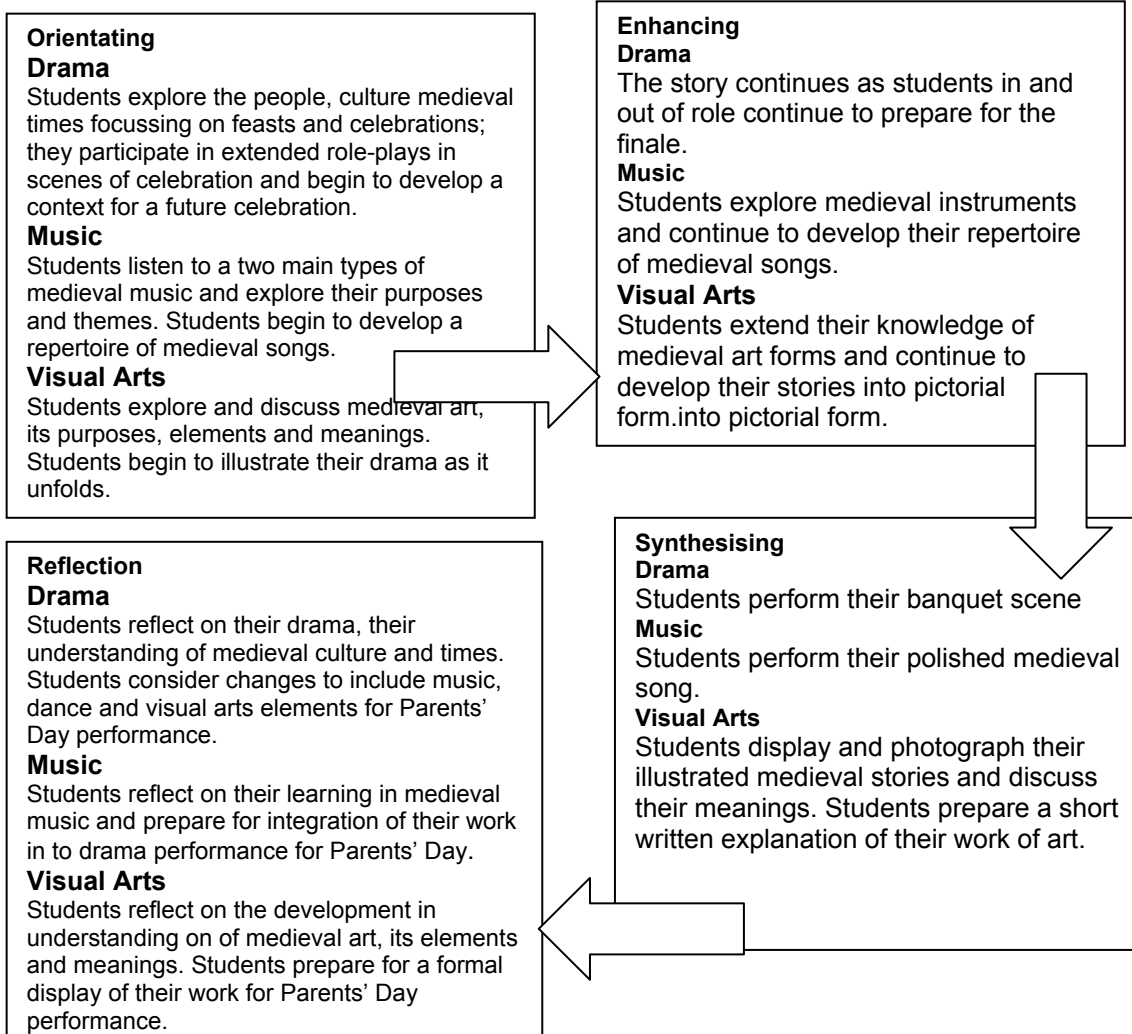 Orientating
Drama
Students explore the people, culture medieval
times focussing on feasts and celebrations;
they participate in extended role-plays in
scenes of celebration and begin to develop a
context for a future celebration.
Music
Students listen to a two main types of
medieval music and explore their purposes
and themes. Students begin to develop a
repertoire of medieval songs.
Visual Arts
Students explore and discuss medieval art,
its purposes, elements and meanings.
Students begin to illustrate their drama as it
unfolds.
Enhancing
Drama
The story continues as students in and
out of role continue to prepare for the
finale.
Music
Students explore medieval instruments
and continue to develop their repertoire
of medieval songs.
Visual Arts
Students extend their knowledge of
medieval art forms and continue to
develop their stories into pictorial
form.into pictorial form.
Synthesising
Drama
Students perform their banquet scene
Music
Students perform their polished medieval
song.
Visual Arts
Students display and photograph their
illustrated medieval stories and discuss
their meanings. Students prepare a short
written explanation of their work of art.
Reflection
Drama
Students reflect on their drama, their
understanding of medieval culture and times.
Students consider changes to include music,
dance and visual arts elements for Parents’
Day performance.
Music
Students reflect on their learning in medieval
music and prepare for integration of their work
in to drama performance for Parents’ Day.
Visual Arts
Students reflect on the development in
understanding on of medieval art, its elements
and meanings. Students prepare for a formal
display of their work for Parents’ Day
performance.